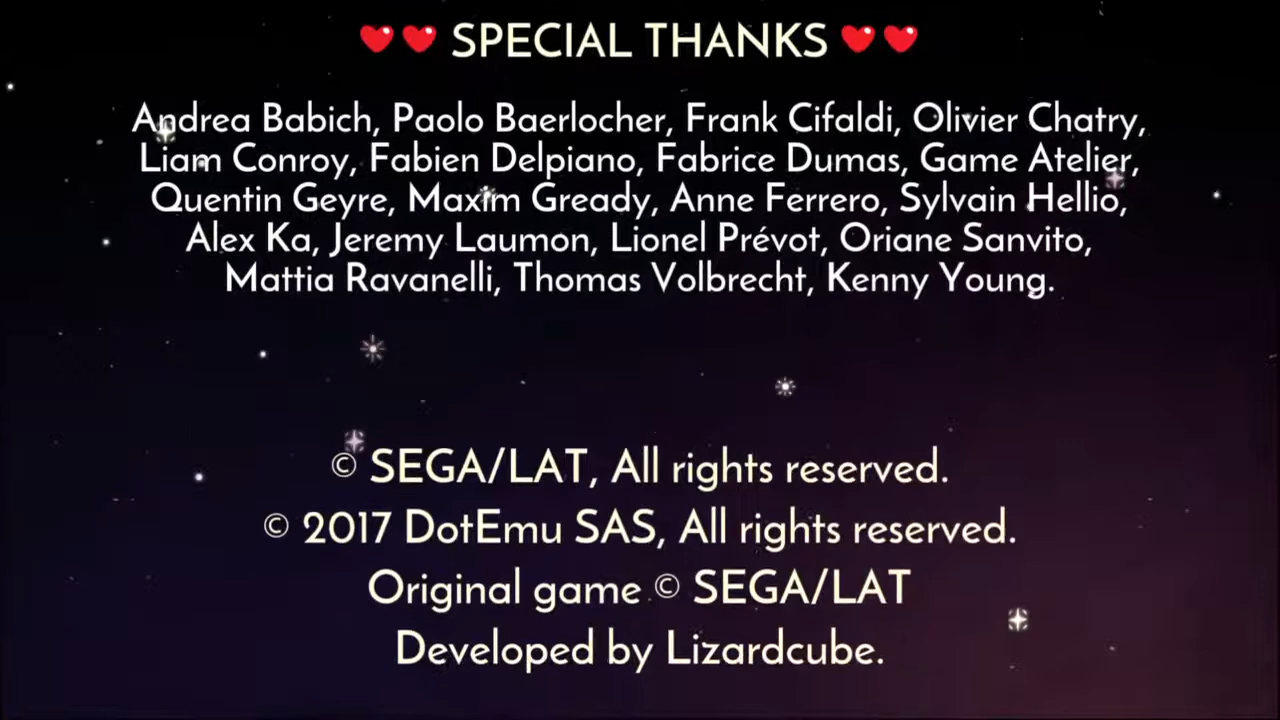 ❤❤ SPECIAL THANKS ❤❤
Andrea Babich, Paolo Baerlocher, Frank Cifaldi, Olivier Chatry,
Liam Conroy, Fabien Delpiano, Fabrice Dumas, Game Atelier,
Quentin Geyre, Maxim Gready, Anne Ferrero, Sylvain Hellio,
Alex Ka, Jeremy Laumon, Lionel Prévot, Oriane Sanvito,
Mattia Ravanelli, Thomas Volbrecht, Kenny Young.
© SEGA/LAT, All rights reserved.
© 2017 DotEmu SAS, All rights reserved.
Original game © SEGA/LAT
Developed by Lizardcube.